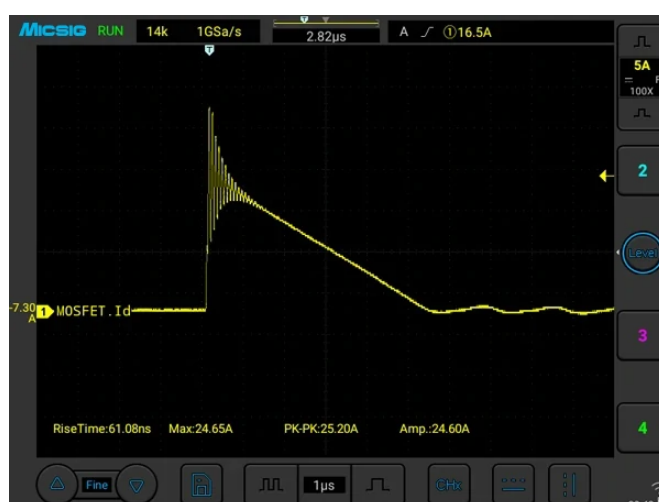 MICSIG RUN 14k 1GSa/s T 2.82µs A ①16.5A
T
5A
100X
2
Level
-7.30
A
1 MOSFET.Id
3
RiseTime:61.08ns Max:24.65A PK-PK:25.20A Amp.:24.60A
4
Fine 1µs CHx